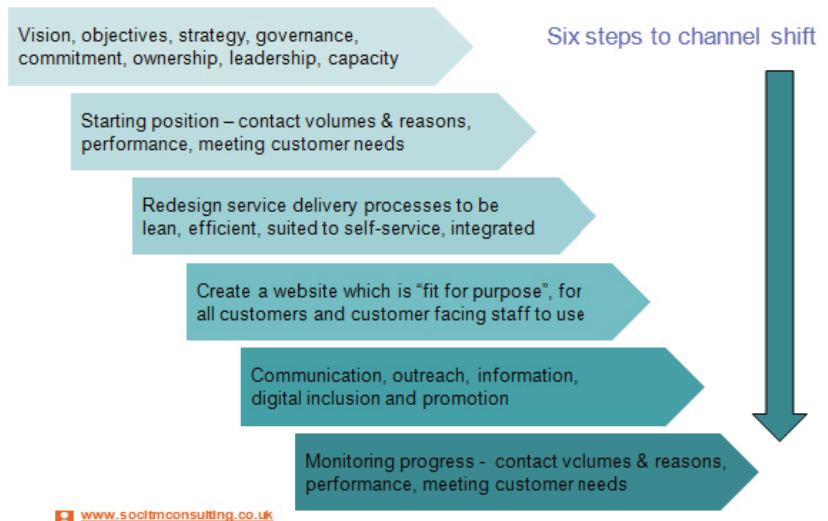 Six steps to channel shift
Vision, objectives, strategy, governance,
commitment, ownership, leadership, capacity
Starting position – contact volumes & reasons,
performance, meeting customer needs
Redesign service delivery processes to be
lean, efficient, suited to self-service, integrated
Create a website which is “fit for purpose”, for
all customers and customer facing staff to use
Communication, outreach, information,
digital inclusion and promotion
Monitoring progress - contact volumes & reasons,
performance, meeting customer needs
www.socitmconsulting.co.uk